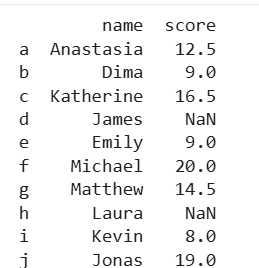 name score
a Anastasia 12.5
b Dima 9.0
c Katherine 16.5
d James NaN
e Emily 9.0
f Michael 20.0
g Matthew 14.5
h Laura NaN
i Kevin 8.0
j Jonas 19.0